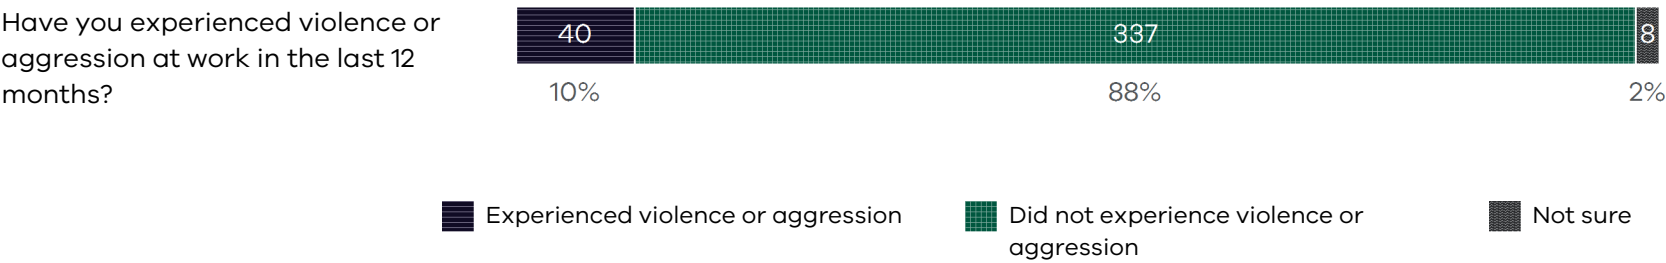 Have you experienced violence or
aggression at work in the last 12
months?
40
337
8
10%
88%
2%
Experienced violence or aggression
Did not experience violence or
aggression
Not sure